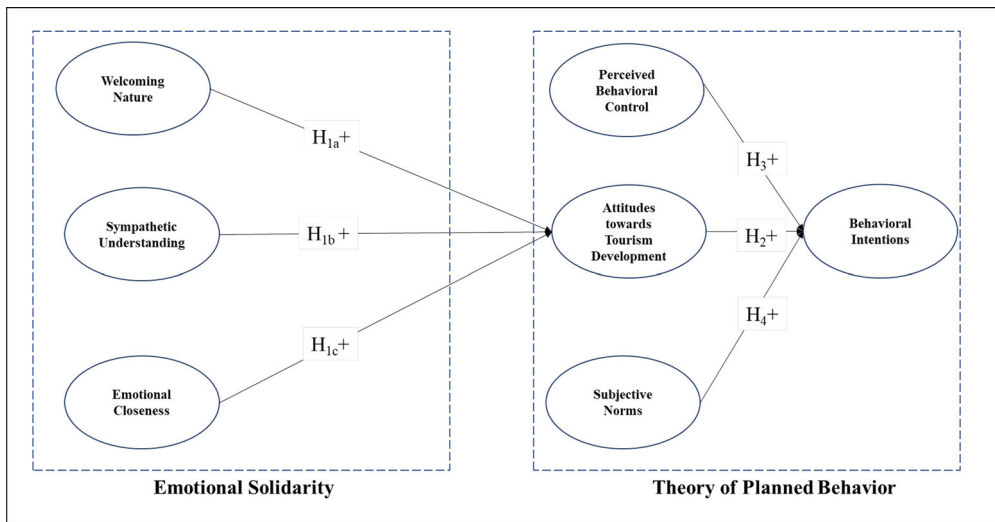 Welcoming
Nature
H1a+
Sympathetic
Understanding
H1b +
Emotional
Closeness
H1c+
Emotional Solidarity
Perceived
Behavioral
Control
H3+
Attitudes
towards
Tourism
Development
H2+
Behavioral
Intentions
H4+
Subjective
Norms
Theory of Planned Behavior